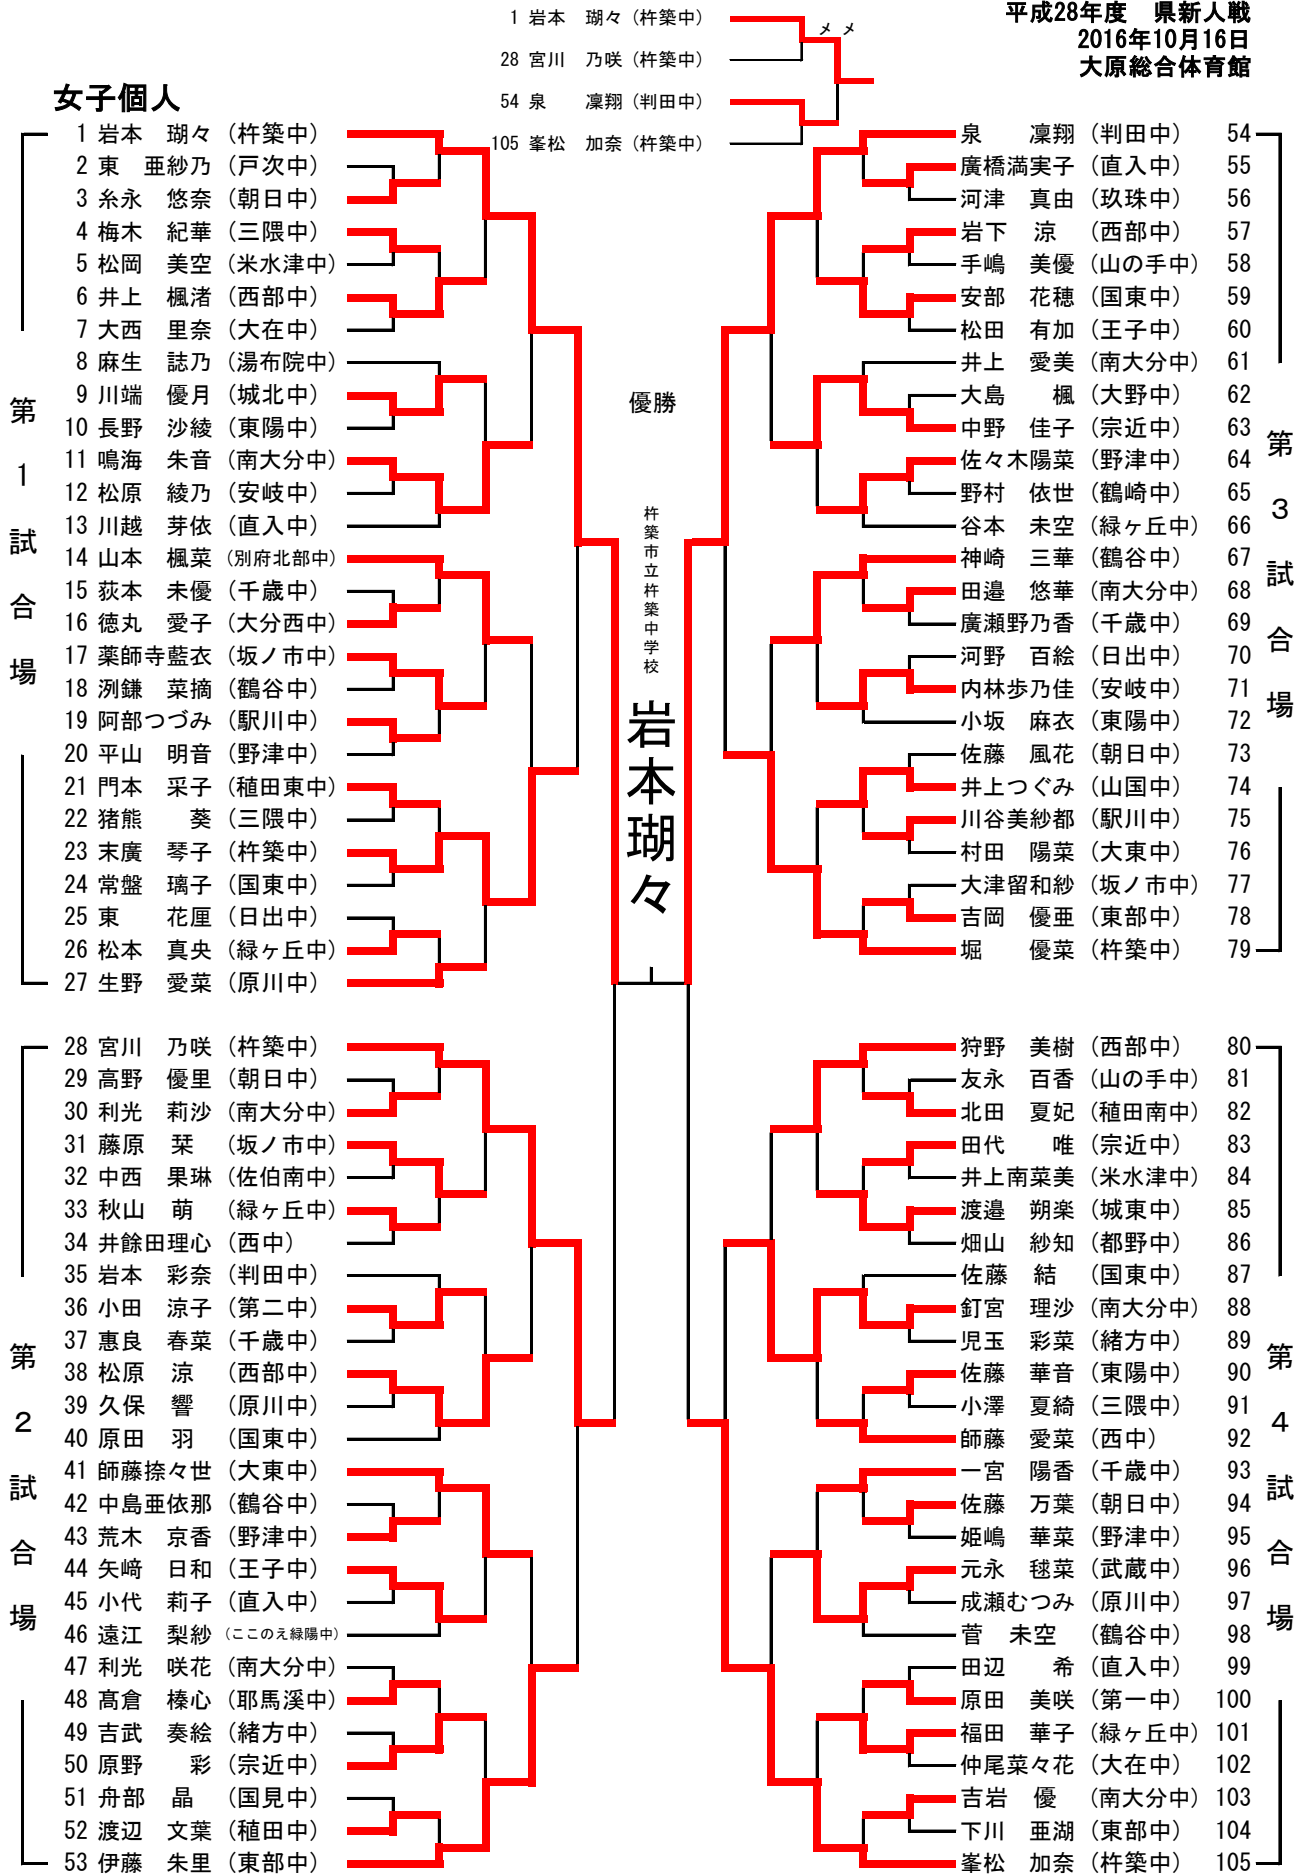 平成28年度　県新人戦
2016年10月16日
大原総合体育館
1 岩本　瑚々（杵築中）
28 宮川　乃咲（杵築中）
54 泉　　凜翔（判田中）
105 峯松　加奈（杵築中）
メ メ
女子個人
1 岩本　瑚々（杵築中）
2 東　亜紗乃（戸次中）
3 糸永　悠奈（朝日中）
4 梅木　紀華（三隈中）
5 松岡　美空（米水津中）
6 井上　楓渚（西部中）
7 大西　里奈（大在中）
8 麻生　誌乃（湯布院中）
9 川端　優月（城北中）
10 長野　沙綾（東陽中）
11 鳴海　朱音（南大分中）
12 松原　綾乃（安岐中）
13 川越　芽依（直入中）
14 山本　楓菜（別府北部中）
15 荻本　未優（千歳中）
16 徳丸　愛子（大分西中）
17 薬師寺藍衣（坂ノ市中）
18 洌鎌　菜摘（鶴谷中）
19 阿部つづみ（駅川中）
20 平山　明音（野津中）
21 門本　采子（稙田東中）
22 猪熊　　葵（三隈中）
23 末廣　琴子（杵築中）
24 常盤　璃子（国東中）
25 東　　花厘（日出中）
26 松本　真央（緑ヶ丘中）
27 生野　愛菜（原川中）
第1試合場
28 宮川　乃咲（杵築中）
29 高野　優里（朝日中）
30 利光　莉沙（南大分中）
31 藤原　栞　（坂ノ市中）
32 中西　果琳（佐伯南中）
33 秋山　萌　（緑ヶ丘中）
34 井餘田理心（西中）
35 岩本　彩奈（判田中）
36 小田　涼子（第二中）
37 惠良　春菜（千歳中）
38 松原　涼　（西部中）
39 久保　響　（原川中）
40 原田　羽　（国東中）
41 師藤捺々世（大東中）
42 中島亜依那（鶴谷中）
43 荒木　京香（野津中）
44 矢﨑　日和（王子中）
45 小代　莉子（直入中）
46 遠江　梨紗（ここのえ緑陽中）
47 利光　咲花（南大分中）
48 髙倉　榛心（耶馬溪中）
49 吉武　奏絵（緒方中）
50 原野　　彩（宗近中）
51 舟部　晶　（国見中）
52 渡辺　文葉（稙田中）
53 伊藤　朱里（東部中）
第2試合場
優勝
杵築市立杵築中学校
岩本瑚々
泉　　凜翔（判田中） 54
廣橋満実子（直入中） 55
河津　真由（玖珠中） 56
岩下　涼　（西部中） 57
手嶋　美優（山の手中） 58
安部　花穂（国東中） 59
松田　有加（王子中） 60
井上　愛美（南大分中） 61
大島　　楓（大野中） 62
中野　佳子（宗近中） 63
佐々木陽菜（野津中） 64
野村　依世（鶴崎中） 65
谷本　未空（緑ヶ丘中） 66
神崎　三華（鶴谷中） 67
田邉　悠華（南大分中） 68
廣瀬野乃香（千歳中） 69
河野　百絵（日出中） 70
内林歩乃佳（安岐中） 71
小坂　麻衣（東陽中） 72
佐藤　風花（朝日中） 73
井上つぐみ（山国中） 74
川谷美紗都（駅川中） 75
村田　陽菜（大東中） 76
大津留和紗（坂ノ市中） 77
吉岡　優亜（東部中） 78
堀　　優菜（杵築中） 79
第3試合場
狩野　美樹（西部中） 80
友永　百香（山の手中） 81
北田　夏妃（稙田南中） 82
田代　　唯（宗近中） 83
井上南菜美（米水津中） 84
渡邉　朔楽（城東中） 85
畑山　紗知（都野中） 86
佐藤　結　（国東中） 87
釘宮　理沙（南大分中） 88
児玉　彩菜（緒方中） 89
佐藤　華音（東陽中） 90
小澤　夏綺（三隈中） 91
師藤　愛菜（西中） 92
一宮　陽香（千歳中） 93
佐藤　万葉（朝日中） 94
姫嶋　華菜（野津中） 95
元永　毬菜（武蔵中） 96
成瀬むつみ（原川中） 97
菅　未空　（鶴谷中） 98
田辺　　希（直入中） 99
原田　美咲（第一中） 100
福田　華子（緑ヶ丘中） 101
仲尾菜々花（大在中） 102
吉岩　優　（南大分中） 103
下川　亜湖（東部中） 104
峯松　加奈（杵築中） 105
第4試合場